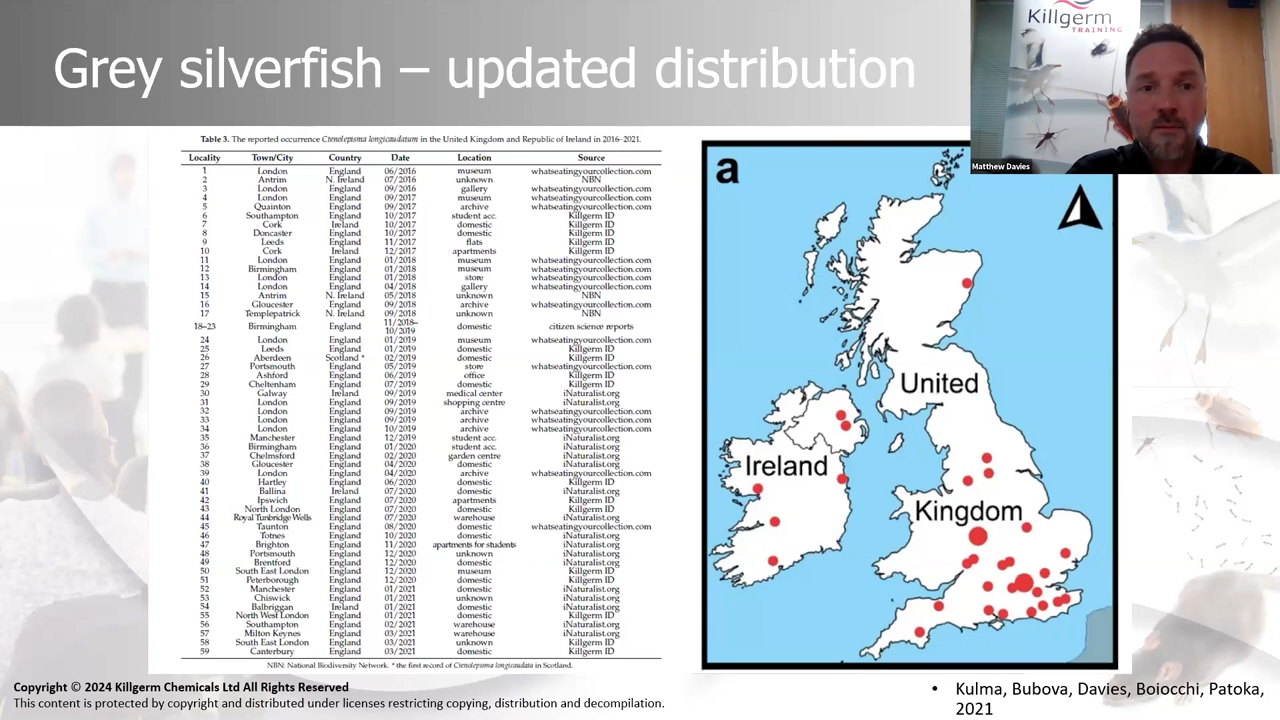 Grey silverfish – updated distribution
Killgerm
TRAINING
Matthew Davies
Table 3. The reported occurrence Ctenolepisma longicaudatum in the United Kingdom and Republic of Ireland in 2016–2021.
Locality Town/City Country Date Location Source
1 London England 06/2016 museum whatseatingyourcollection.com
2 Antrim N. Ireland 07/2016 unknown NBN
3 London England 09/2016 gallery whatseatingyourcollection.com
4 London England 09/2017 museum whatseatingyourcollection.com
5 Quainton England 09/2017 archive whatseatingyourcollection.com
6 Southampton England 10/2017 student acc. Killgerm ID
7 Cork Ireland 10/2017 domestic Killgerm ID
8 Doncaster England 10/2017 domestic Killgerm ID
9 Leeds England 11/2017 flats Killgerm ID
10 Cork Ireland 12/2017 apartments Killgerm ID
11 London England 01/2018 museum whatseatingyourcollection.com
12 Birmingham England 01/2018 museum whatseatingyourcollection.com
13 London England 01/2018 store whatseatingyourcollection.com
14 London England 04/2018 gallery whatseatingyourcollection.com
15 Antrim N. Ireland 05/2018 unknown NBN
16 Gloucester England 09/2018 archive whatseatingyourcollection.com
17 Templepatrick N. Ireland 09/2018 unknown NBN
18–23 Birmingham England 11/2018–10/2019 domestic citizen science reports
24 London England 01/2019 museum whatseatingyourcollection.com
25 Leeds England 01/2019 domestic Killgerm ID
26 Aberdeen Scotland * 02/2019 domestic Killgerm ID
27 Portsmouth England 05/2019 store whatseatingyourcollection.com
28 Ashford England 06/2019 office Killgerm ID
29 Cheltenham England 07/2019 domestic Killgerm ID
30 Galway Ireland 09/2019 medical center iNaturalist.org
31 London England 09/2019 shopping centre iNaturalist.org
32 London England 09/2019 archive whatseatingyourcollection.com
33 London England 09/2019 archive whatseatingyourcollection.com
34 London England 10/2019 archive whatseatingyourcollection.com
35 Manchester England 12/2019 student acc. iNaturalist.org
36 Birmingham England 01/2020 student acc. iNaturalist.org
37 Chelmsford England 02/2020 garden centre iNaturalist.org
38 Gloucester England 04/2020 domestic iNaturalist.org
39 London England 04/2020 archive whatseatingyourcollection.com
40 Hartley England 06/2020 domestic Killgerm ID
41 Ballina Ireland 07/2020 domestic iNaturalist.org
42 Ipswich England 07/2020 apartments Killgerm ID
43 North London England 07/2020 domestic Killgerm ID
44 Royal Tunbridge Wells England 07/2020 warehouse iNaturalist.org
45 Taunton England 08/2020 domestic whatseatingyourcollection.com
46 Totnes England 10/2020 domestic iNaturalist.org
47 Brighton England 11/2020 apartments for students iNaturalist.org
48 Portsmouth England 12/2020 unknown iNaturalist.org
49 Brentford England 12/2020 domestic iNaturalist.org
50 South East London England 12/2020 museum Killgerm ID
51 Peterborough England 12/2020 domestic Killgerm ID
52 Manchester England 01/2021 domestic iNaturalist.org
53 Chiswick England 01/2021 unknown iNaturalist.org
54 Balbriggan Ireland 01/2021 domestic iNaturalist.org
55 North West London England 01/2021 domestic Killgerm ID
56 Southampton England 02/2021 warehouse iNaturalist.org
57 Milton Keynes England 03/2021 warehouse iNaturalist.org
58 South East London England 03/2021 unknown Killgerm ID
59 Canterbury England 03/2021 domestic Killgerm ID
NBN: National Biodiversity Network. * the first record of Ctenolepisma longicaudata in Scotland.
a
United
Ireland
Kingdom
Copyright © 2024 Killgerm Chemicals Ltd All Rights Reserved
This content is protected by copyright and distributed under licenses restricting copying, distribution and decompilation.
• Kulma, Bubova, Davies, Boiocchi, Patoka,
2021